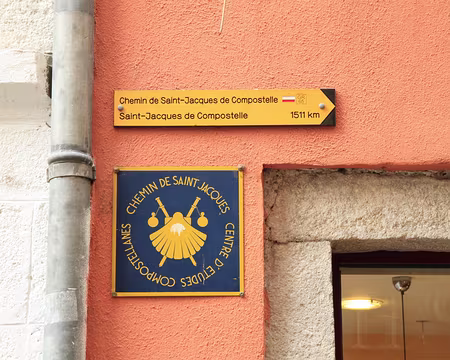 Chemin de Saint-Jacques de Compostelle
Saint-Jacques de Compostelle 1511 km
CHEMIN DE SAINT JACQUES
CENTRE D'ETUDES COMPOSTELLANES